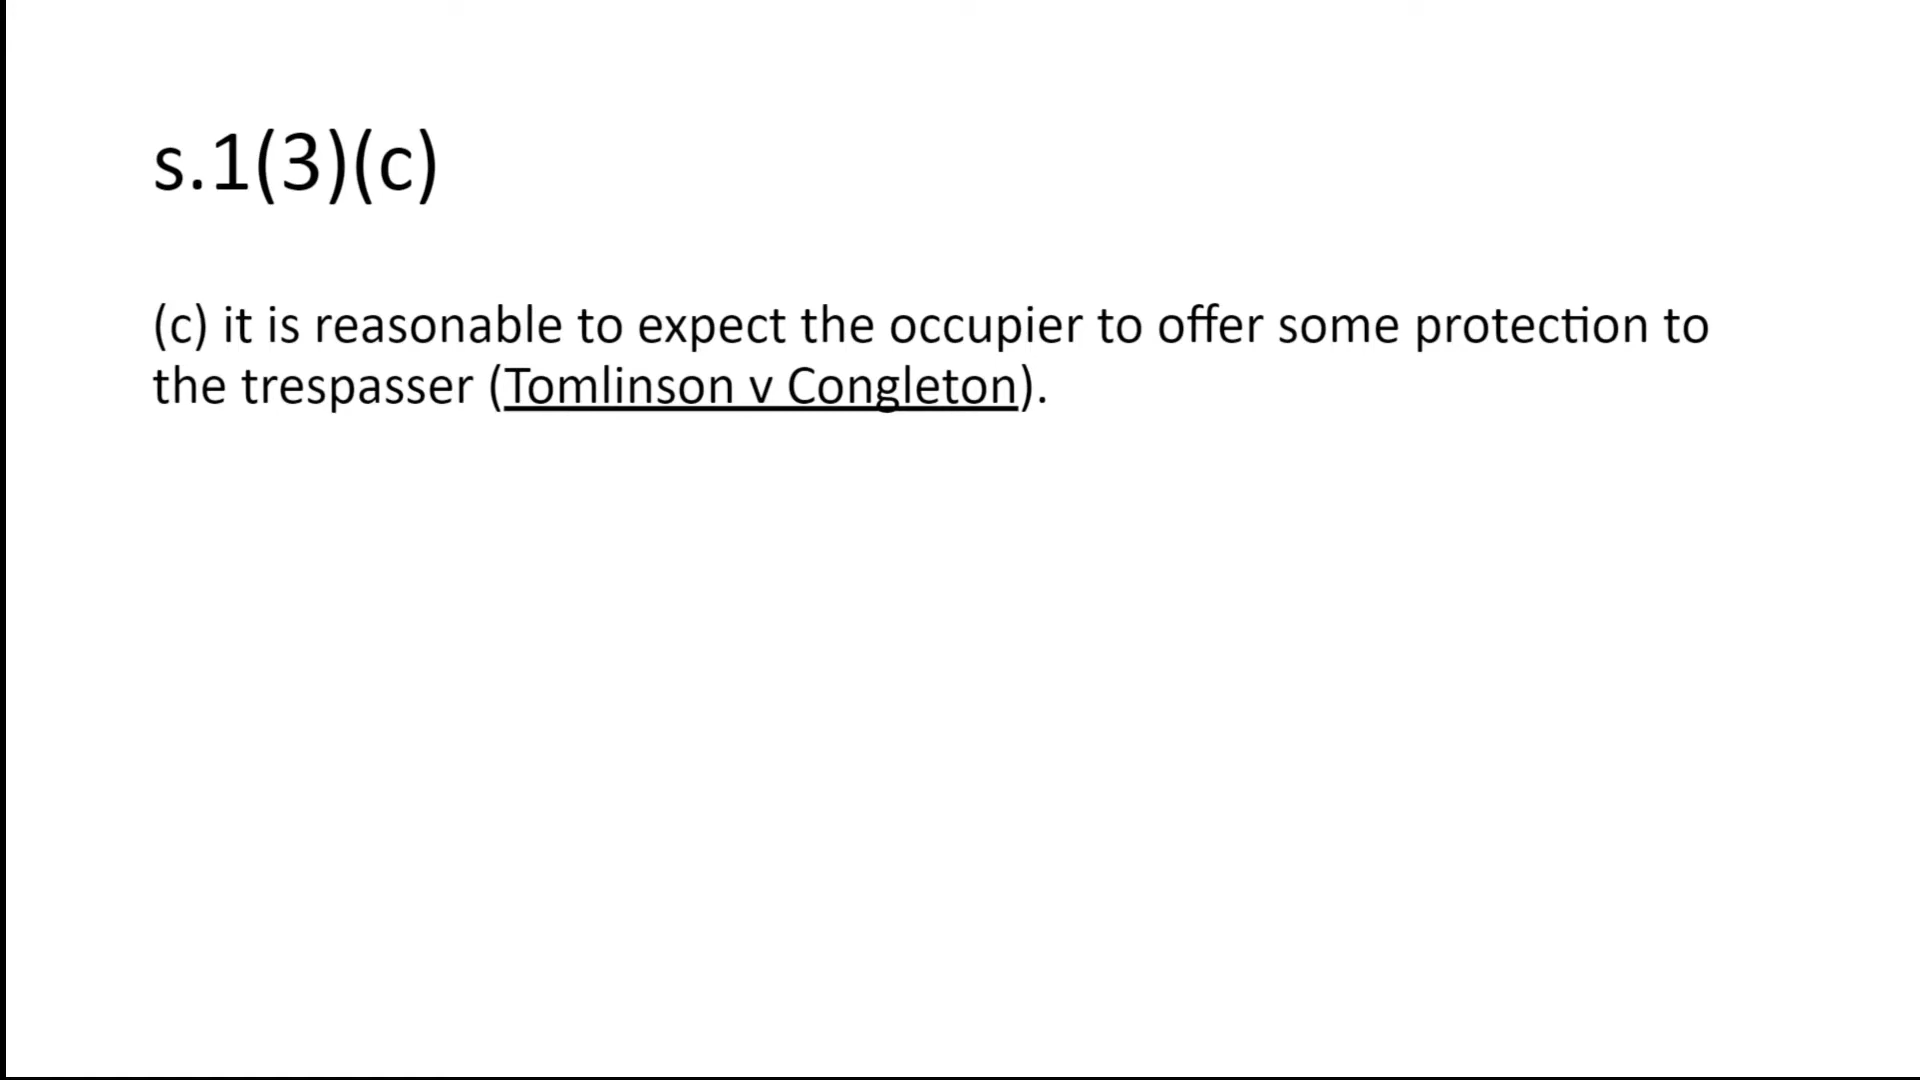 s.1(3)(c)
(c) it is reasonable to expect the occupier to offer some protection to
the trespasser (Tomlinson v Congleton).